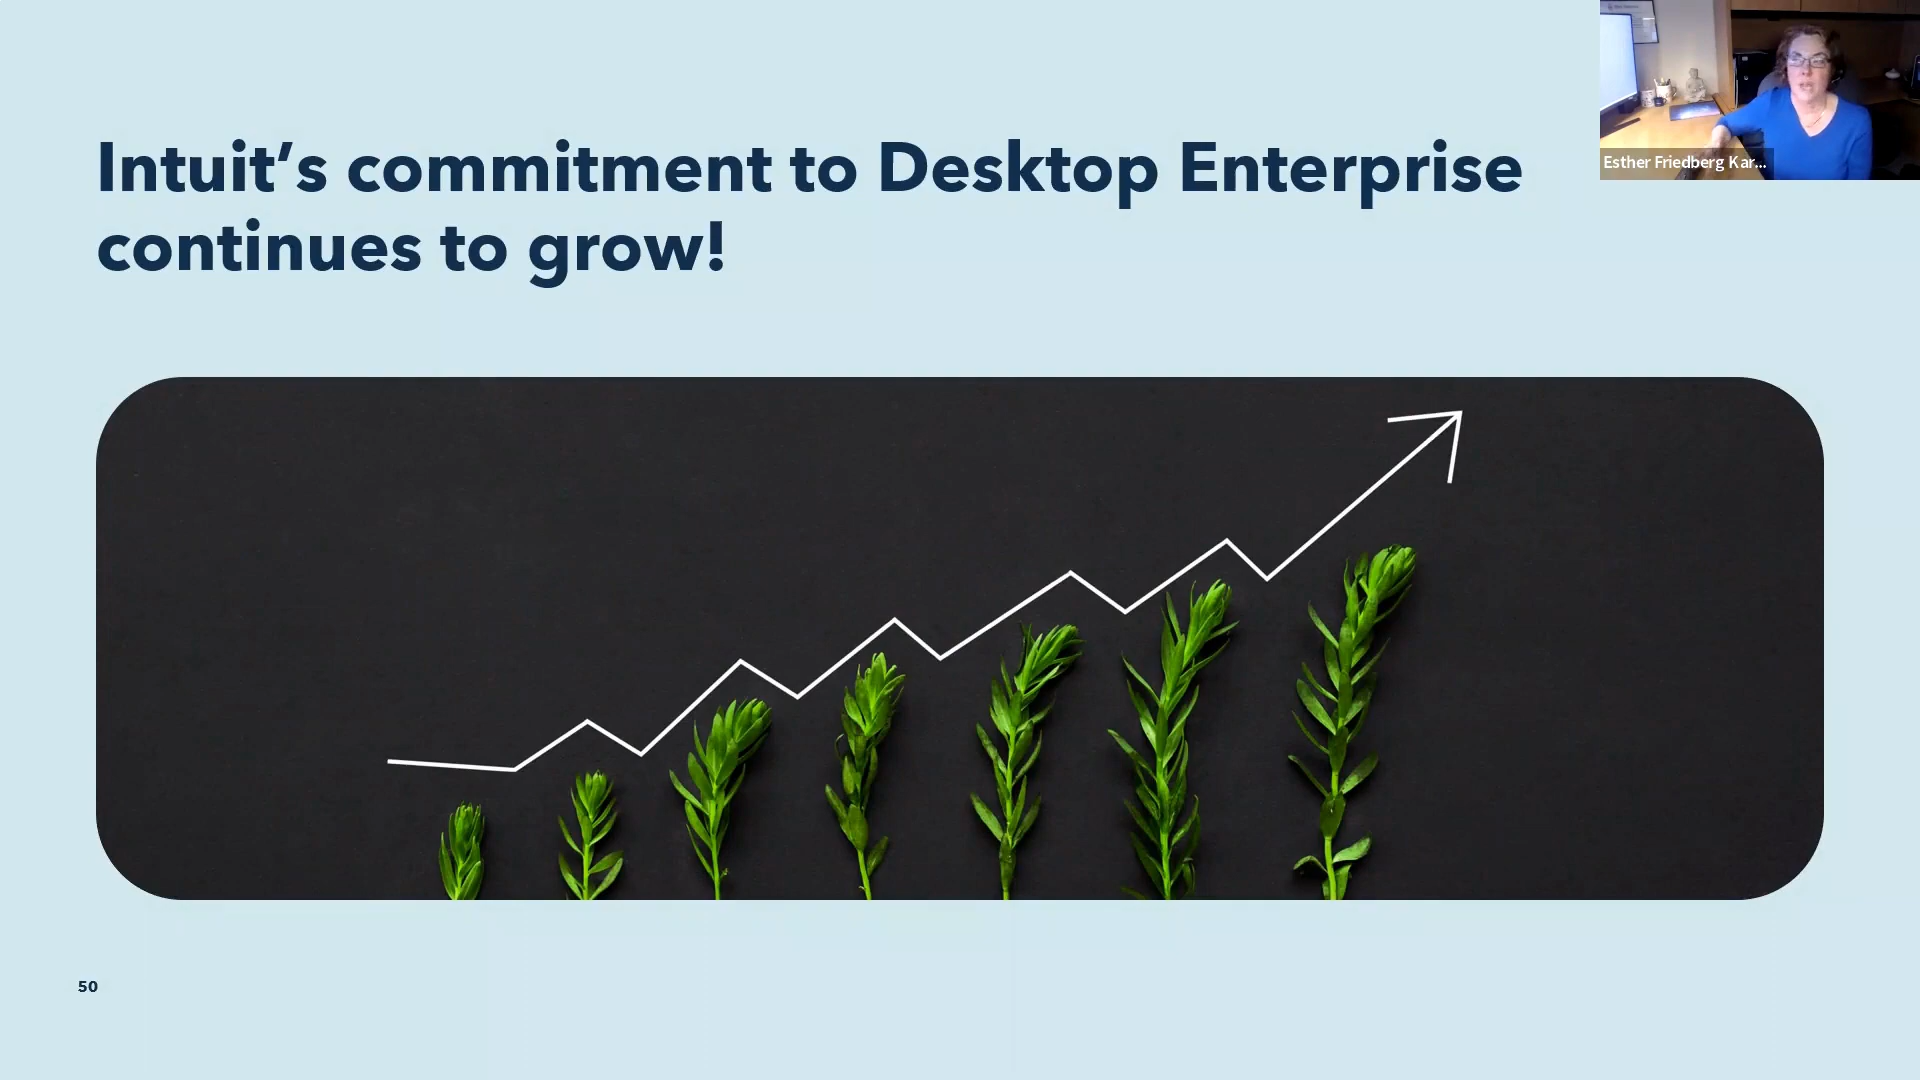 Intuit’s commitment to Desktop Enterprise
continues to grow!
Esther Friedberg Kar...
50